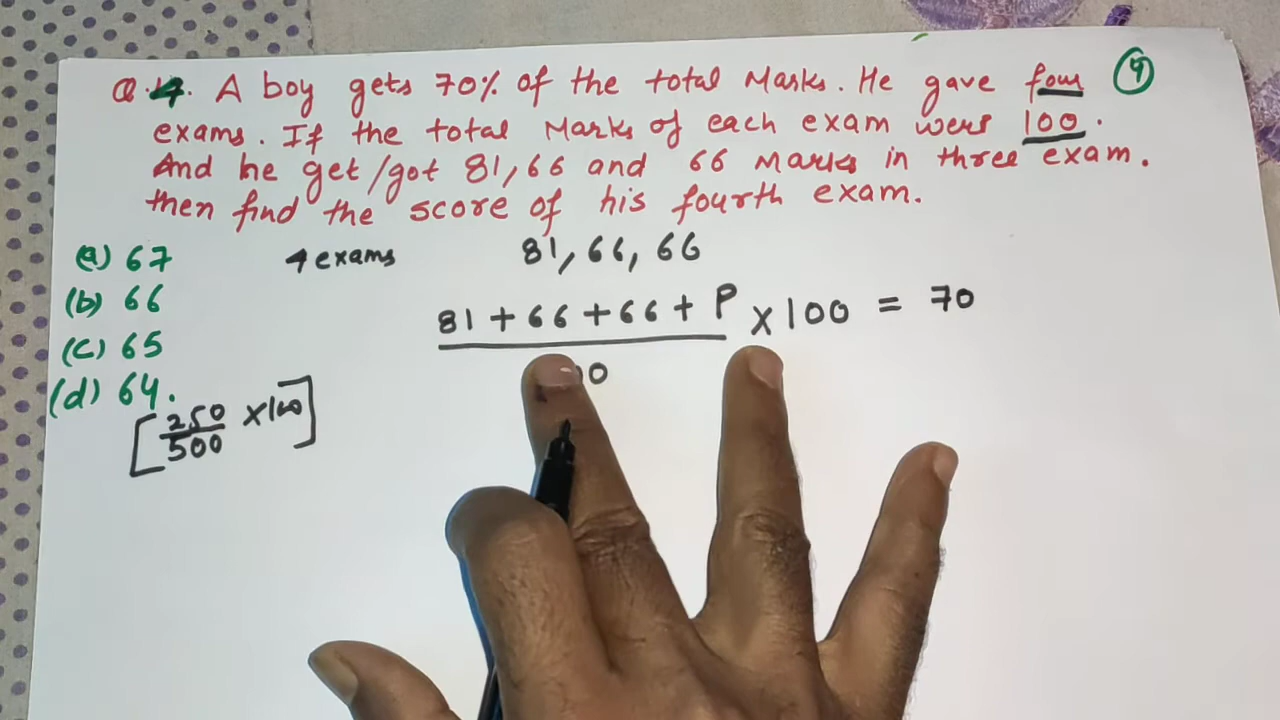 Q.4. A boy gets 70% of the total Marks. He gave four
exams. If the total Marks of each exam were 100.
And he get/got 81,66 and 66 Marks in three exam.
then find the score of his fourth exam.
(a) 67
(b) 66
(c) 65
(d) 64.
4 exams
81, 66, 66
81 + 66 + 66 + P × 100 = 70
[250/500 ×100]